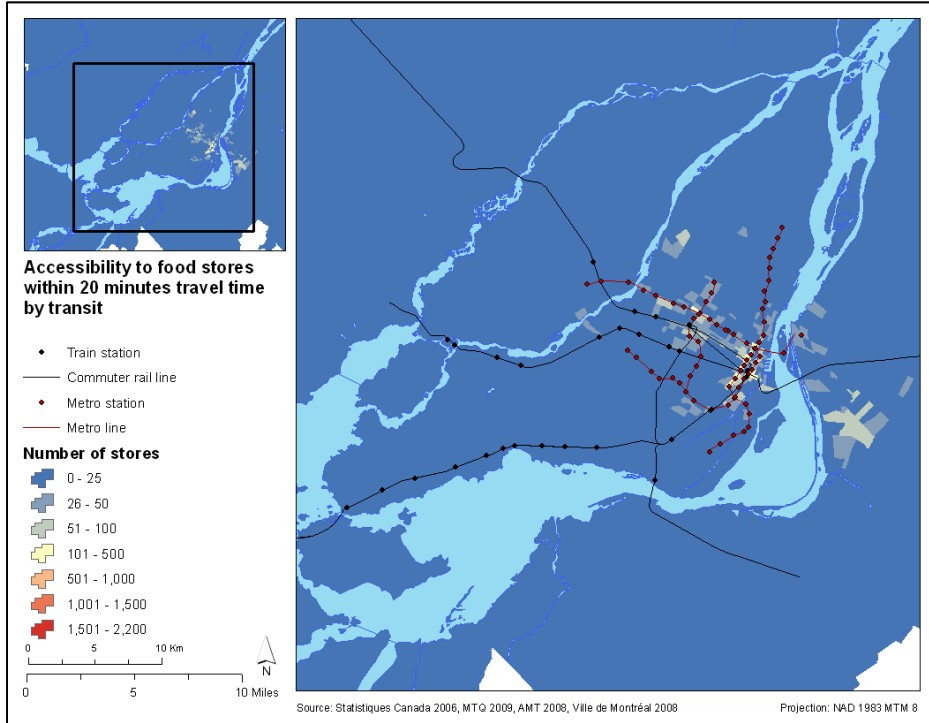 Accessibility to food stores
within 20 minutes travel time
by transit
Train station
Commuter rail line
Metro station
Metro line
Number of stores
0 - 25
26 - 50
51 - 100
101 - 500
501 - 1,000
1,001 - 1,500
1,501 - 2,200
0 5 10 Km
N
0 5 10 Miles
Source: Statistiques Canada 2006, MTQ 2009, AMT 2008, Ville de Montréal 2008
Projection: NAD 1983 MTM 8